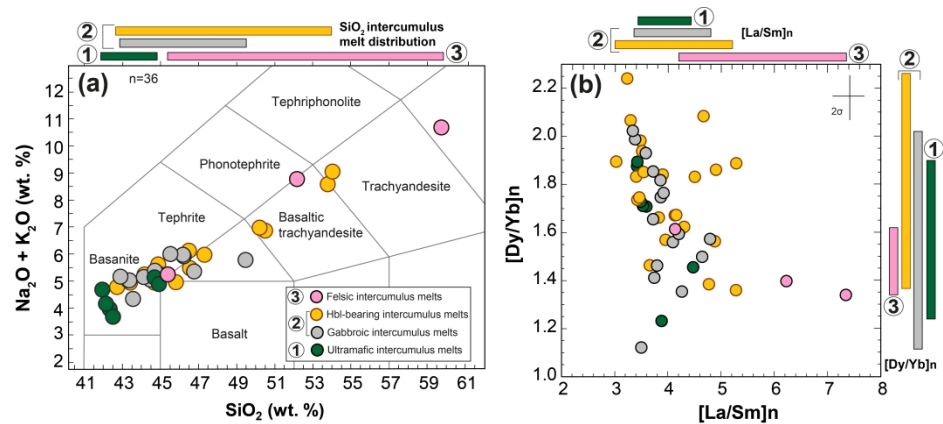 ②
SiO₂ intercumulus
melt distribution
①
③
(a)
n=36
Na₂O + K₂O (wt. %)
12
11
10
9
8
7
6
5
4
3
2
Tephriphonolite
Phonotephrite
Trachyandesite
Tephrite
Basaltic
trachyandesite
Basanite
Basalt
③ Felsic intercumulus melts
② Hbl-bearing intercumulus melts
Gabbroic intercumulus melts
① Ultramafic intercumulus melts
41 43 45 47 49 51 53 55 57 59 61
SiO₂ (wt. %)
①
[La/Sm]n
②
③
(b)
2σ
[Dy/Yb]n
2.2
2.0
1.8
1.6
1.4
1.2
1.0
2 3 4 5 6 7 8
[La/Sm]n
②
①
③
[Dy/Yb]n